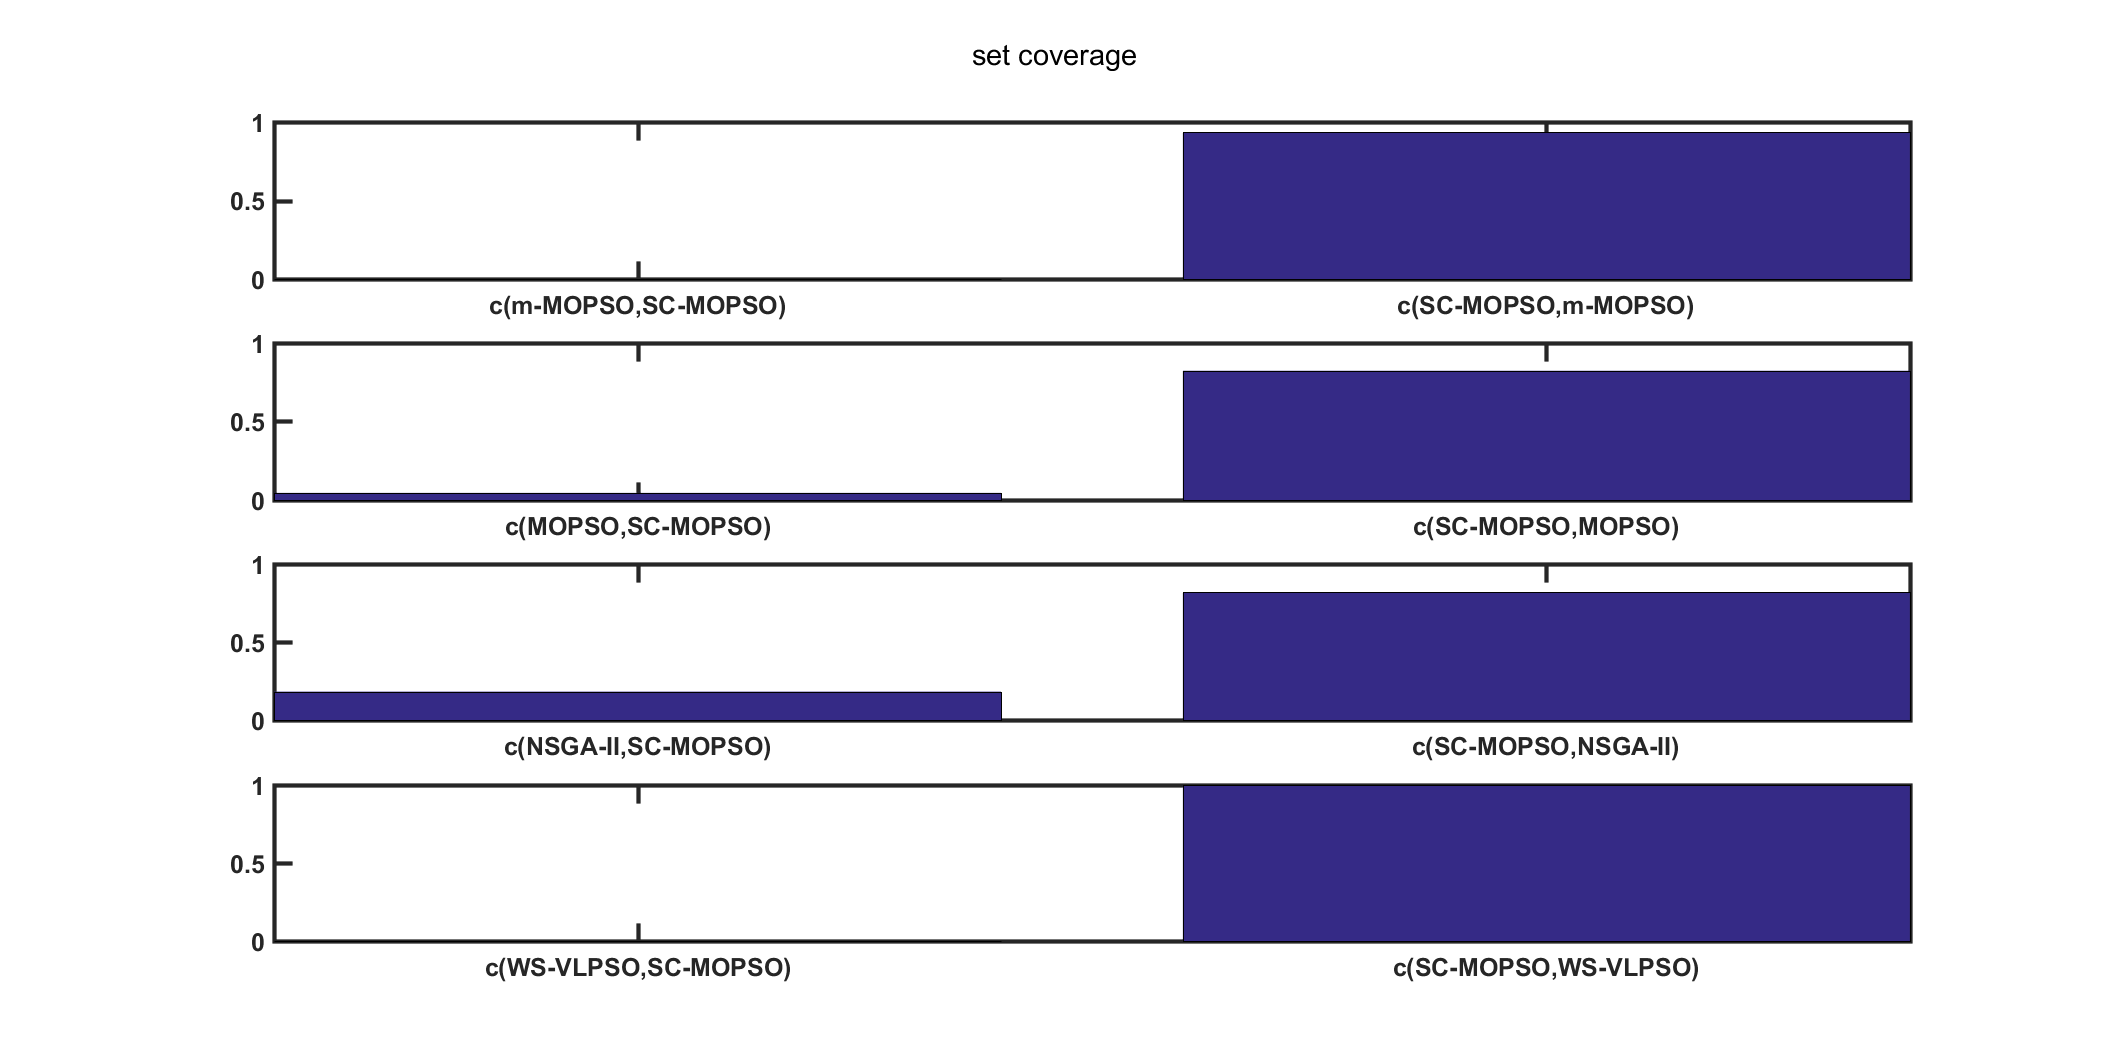 set coverage
1
0.5
0
c(m-MOPSO,SC-MOPSO) c(SC-MOPSO,m-MOPSO)
1
0.5
0
c(MOPSO,SC-MOPSO) c(SC-MOPSO,MOPSO)
1
0.5
0
c(NSGA-II,SC-MOPSO) c(SC-MOPSO,NSGA-II)
1
0.5
0
c(WS-VLPSO,SC-MOPSO) c(SC-MOPSO,WS-VLPSO)